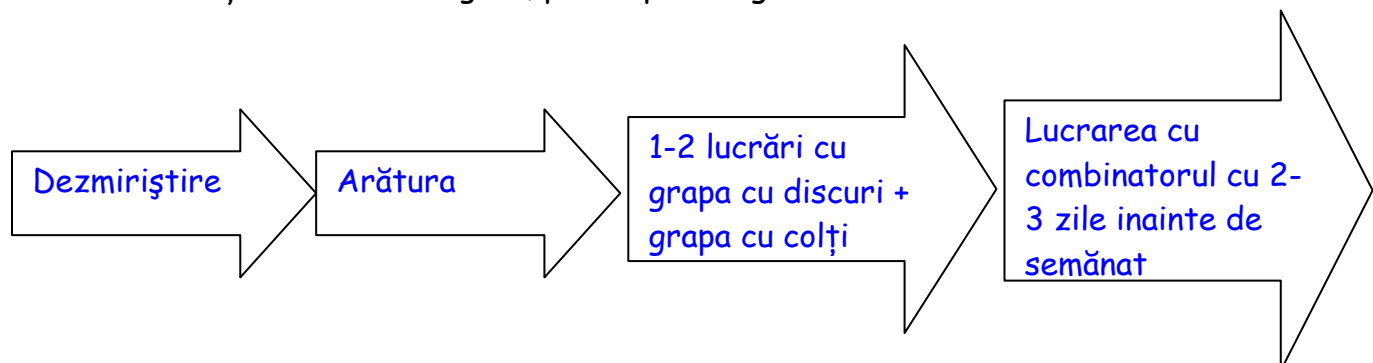 Dezmiriştire
Arătura
1-2 lucrări cu
grapa cu discuri +
grapa cu colți
Lucrarea cu
combinatorul cu 2-
3 zile inainte de
semănat